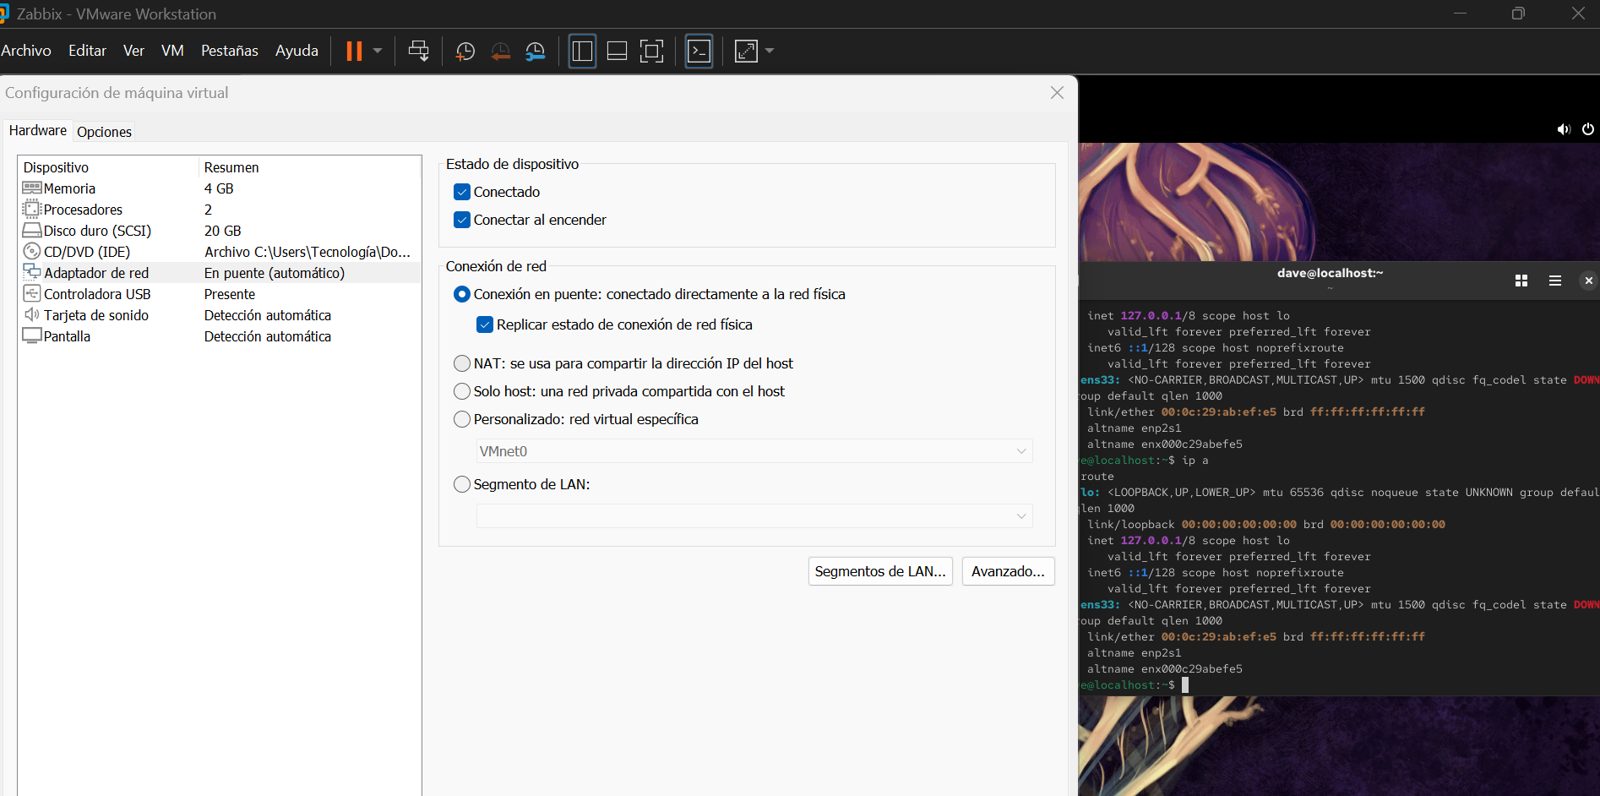 Zabbix - VMware Workstation
Archivo Editar Ver VM Pestañas Ayuda
Configuración de máquina virtual
Hardware Opciones
Dispositivo Resumen
Memoria 4 GB
Procesadores 2
Disco duro (SCSI) 20 GB
CD/DVD (IDE) Archivo C:\Users\Tecnología\Do...
Adaptador de red En puente (automático)
Controladora USB Presente
Tarjeta de sonido Detección automática
Pantalla Detección automática
Estado de dispositivo
Conectado
Conectar al encender
Conexión de red
Conexión en puente: conectado directamente a la red física
Replicar estado de conexión de red física
NAT: se usa para compartir la dirección IP del host
Solo host: una red privada compartida con el host
Personalizado: red virtual específica
VMnet0
Segmento de LAN:
Segmentos de LAN... Avanzado...
dave@localhost:~
~
inet 127.0.0.1/8 scope host lo
valid_lft forever preferred_lft forever
inet6 ::1/128 scope host noprefixroute
valid_lft forever preferred_lft forever
ens33: <NO-CARRIER,BROADCAST,MULTICAST,UP> mtu 1500 qdisc fq_codel state DOWN
oup default qlen 1000
link/ether 00:0c:29:ab:ef:e5 brd ff:ff:ff:ff:ff:ff
altname enp2s1
altname enx000c29abefe5
e@localhost:~$ ip a
route
lo: <LOOPBACK,UP,LOWER_UP> mtu 65536 qdisc noqueue state UNKNOWN group defaul
len 1000
link/loopback 00:00:00:00:00:00 brd 00:00:00:00:00:00
inet 127.0.0.1/8 scope host lo
valid_lft forever preferred_lft forever
inet6 ::1/128 scope host noprefixroute
valid_lft forever preferred_lft forever
ens33: <NO-CARRIER,BROADCAST,MULTICAST,UP> mtu 1500 qdisc fq_codel state DOWN
oup default qlen 1000
link/ether 00:0c:29:ab:ef:e5 brd ff:ff:ff:ff:ff:ff
altname enp2s1
altname enx000c29abefe5
e@localhost:~$